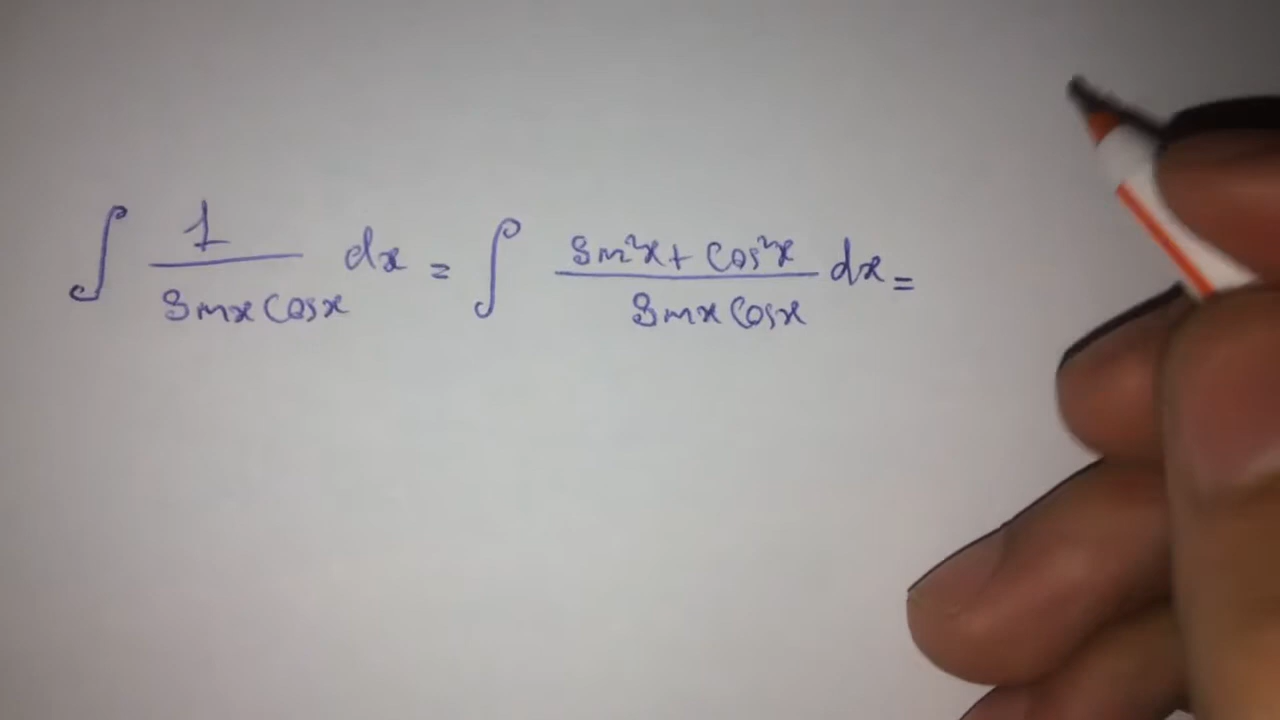 ∫ 1/(sinx cosx) dx = ∫ (sin²x + cos²x)/(sinx cosx) dx =